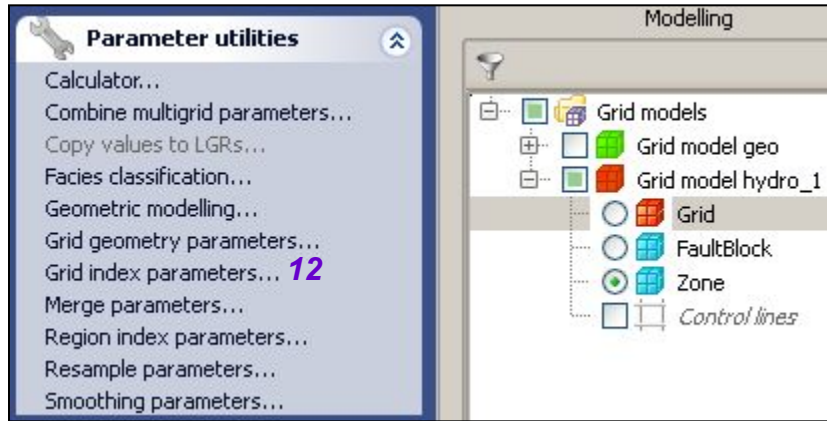 Parameter utilities
Calculator...
Combine multigrid parameters...
Copy values to LGRs...
Facies classification...
Geometric modelling...
Grid geometry parameters...
Grid index parameters... 12
Merge parameters...
Region index parameters...
Resample parameters...
Smoothing parameters...
Modelling
Grid models
Grid model geo
Grid model hydro_1
Grid
FaultBlock
Zone
Control lines